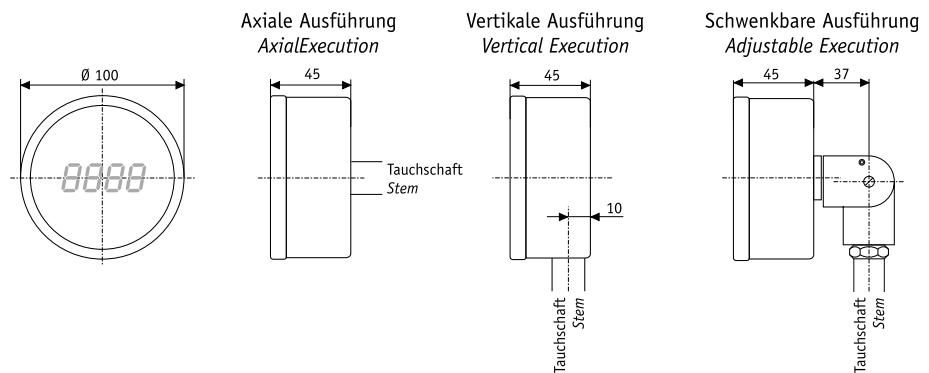 Axiale Ausführung
AxialExecution
Vertikale Ausführung
Vertical Execution
Schwenkbare Ausführung
Adjustable Execution
Ø 100
45
45
45
37
8888
Tauchschaft
Stem
10
Tauchschaft
Stem
Tauchschaft
Stem